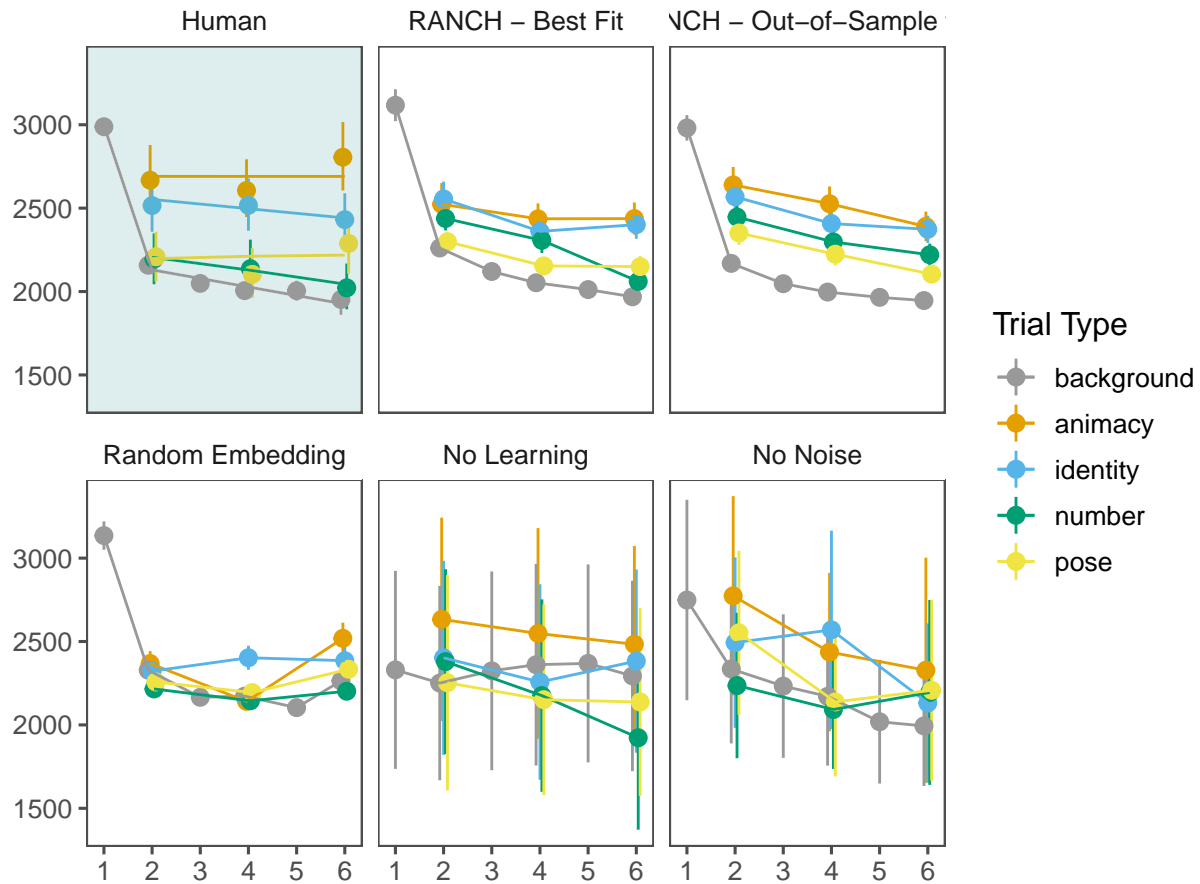 Human
RANCH − Best Fit
NCH − Out−of−Sample
3000
2500
2000
1500
Random Embedding
No Learning
No Noise
3000
2500
2000
1500
1 2 3 4 5 6
1 2 3 4 5 6
1 2 3 4 5 6
Trial Type
background
animacy
identity
number
pose